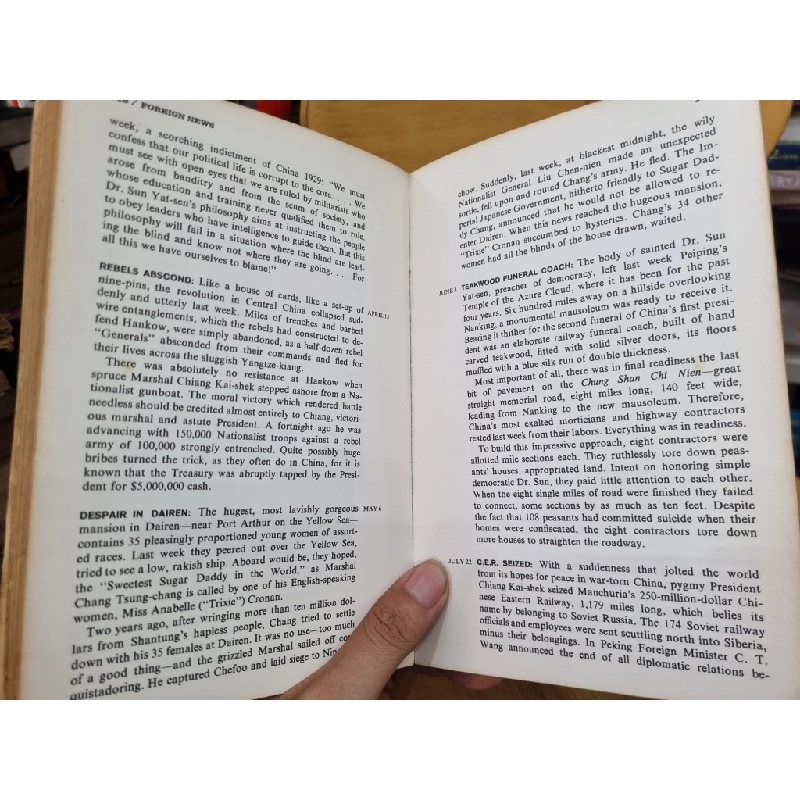 / FOREIGN NEWS
week, a scorching indictment of China 1929: "We must
confess that our political life is corrupt to the core . . . We
must see with open eyes that we are ruled by militarists who
arose from banditry and from the scum of society, and
whose education and training never qualified them to rule.
Dr. Sun Yat-sen's philosophy aims at instructing the people
to obey leaders who have intelligence to guide them. But this
philosophy will fail in a situation where the blind are lead-
ing the blind and know not where they are going. . . . For
all this we have ourselves to blame!"
REBELS ABSCOND: Like a house of cards, like a set-up of
nine-pins, the revolution in Central China collapsed sud-
denly and utterly last week. Miles of trenches and barbed
wire entanglements, which the rebels had constructed to de-
fend Hankow, were simply abandoned, as a half dozen rebel
"Generals" absconded from their commands and fled for
their lives across the sluggish Yangtze-kiang.
There was absolutely no resistance at Hankow when
spruce Marshal Chiang Kai-shek stepped ashore from a Na-
tionalist gunboat. The moral victory which rendered battle
needless should be credited almost entirely to Chiang, victori-
ous marshal and astute President. A fortnight ago he was
advancing with 150,000 Nationalist troops against a rebel
army of 100,000 strongly entrenched. Quite possibly huge
bribes turned the trick, as they often do in China, for it is
known that the Treasury was abruptly tapped by the Presi-
dent for $5,000,000 cash.
DESPAIR IN DAIREN: The hugest, most lavishly gorgeous MAY 6
mansion in Dairen—near Port Arthur on the Yellow Sea—
contains 35 pleasingly proportioned young women of assort-
ed races. Last week they peered out over the Yellow Sea,
tried to see a low, rakish ship. Aboard would be, they hoped,
the "Sweetest Sugar Daddy in the World," as Marshal
Chang Tsung-chang is called by one of his English-speaking
women, Miss Anabelle ("Trixie") Cronan.
Two years ago, after wringing more than ten million dol-
lars from Shantung's hapless people, Chang tried to settle
down with his 35 females at Dairen. It was no use—too much
of a good thing—and the grizzled Marshal sailed off con-
quistadoring. He captured Chefoo and laid siege to
chow. Suddenly, last week, at blackest midnight, the wily
Nationalist General Liu Chen-nien made an unexpected
sortie, fell upon and routed Chang's army. He fled. The Im-
perial Japanese Government, hitherto friendly to Sugar Dad-
dy Chang, announced that he would not be allowed to re-
enter Dairen. When this news reached the hugeous mansion,
"Trixie" Cronan succumbed to hysterics. Chang's 34 other
women had all the blinds of the house drawn, waited.
JUNE 3 TEAKWOOD FUNERAL COACH: The body of sainted Dr. Sun
Yat-sen, preacher of democracy, left last week Peiping's
Temple of the Azure Cloud, where it has been for the past
four years. Six hundred miles away on a hillside overlooking
Nanking, a monumental mausoleum was ready to receive it.
Bearing it thither for the second funeral of China's first presi-
dent was an elaborate railway funeral coach, built of hand
carved teakwood, fitted with solid silver doors, its floors
muffled with a blue silk run of double thickness.
Most important of all, there was in final readiness the last
bit of pavement on the Chung Shan Chi Nien—great
straight memorial road, eight miles long, 140 feet wide,
leading from Nanking to the new mausoleum. Therefore,
China's most exalted morticians and highway contractors
rested last week from their labors. Everything was in readiness.
To build this impressive approach, eight contractors were
allotted mile sections each. They ruthlessly tore down peas-
ants' houses, appropriated land. Intent on honoring simple
democratic Dr. Sun, they paid little attention to each other.
When the eight single miles of road were finished they failed
to connect, some sections by as much as ten feet. Despite
the fact that 108 peasants had committed suicide when their
homes were confiscated, the eight contractors tore down
more houses to straighten the roadway.
JULY 22 C.E.R. SEIZED: With a suddenness that jolted the world
from its hopes for peace in war-torn China, pygmy President
Chiang Kai-shek seized Manchuria's 250-million-dollar Chi-
nese Eastern Railway, 1,179 miles long, which belies its
name by belonging to Soviet Russia. The 174 Soviet railway
officials and employees were sent scuttling north into Siberia,
minus their belongings. In Peking Foreign Minister C. T.
Wang announced the end of all diplomatic relations be-